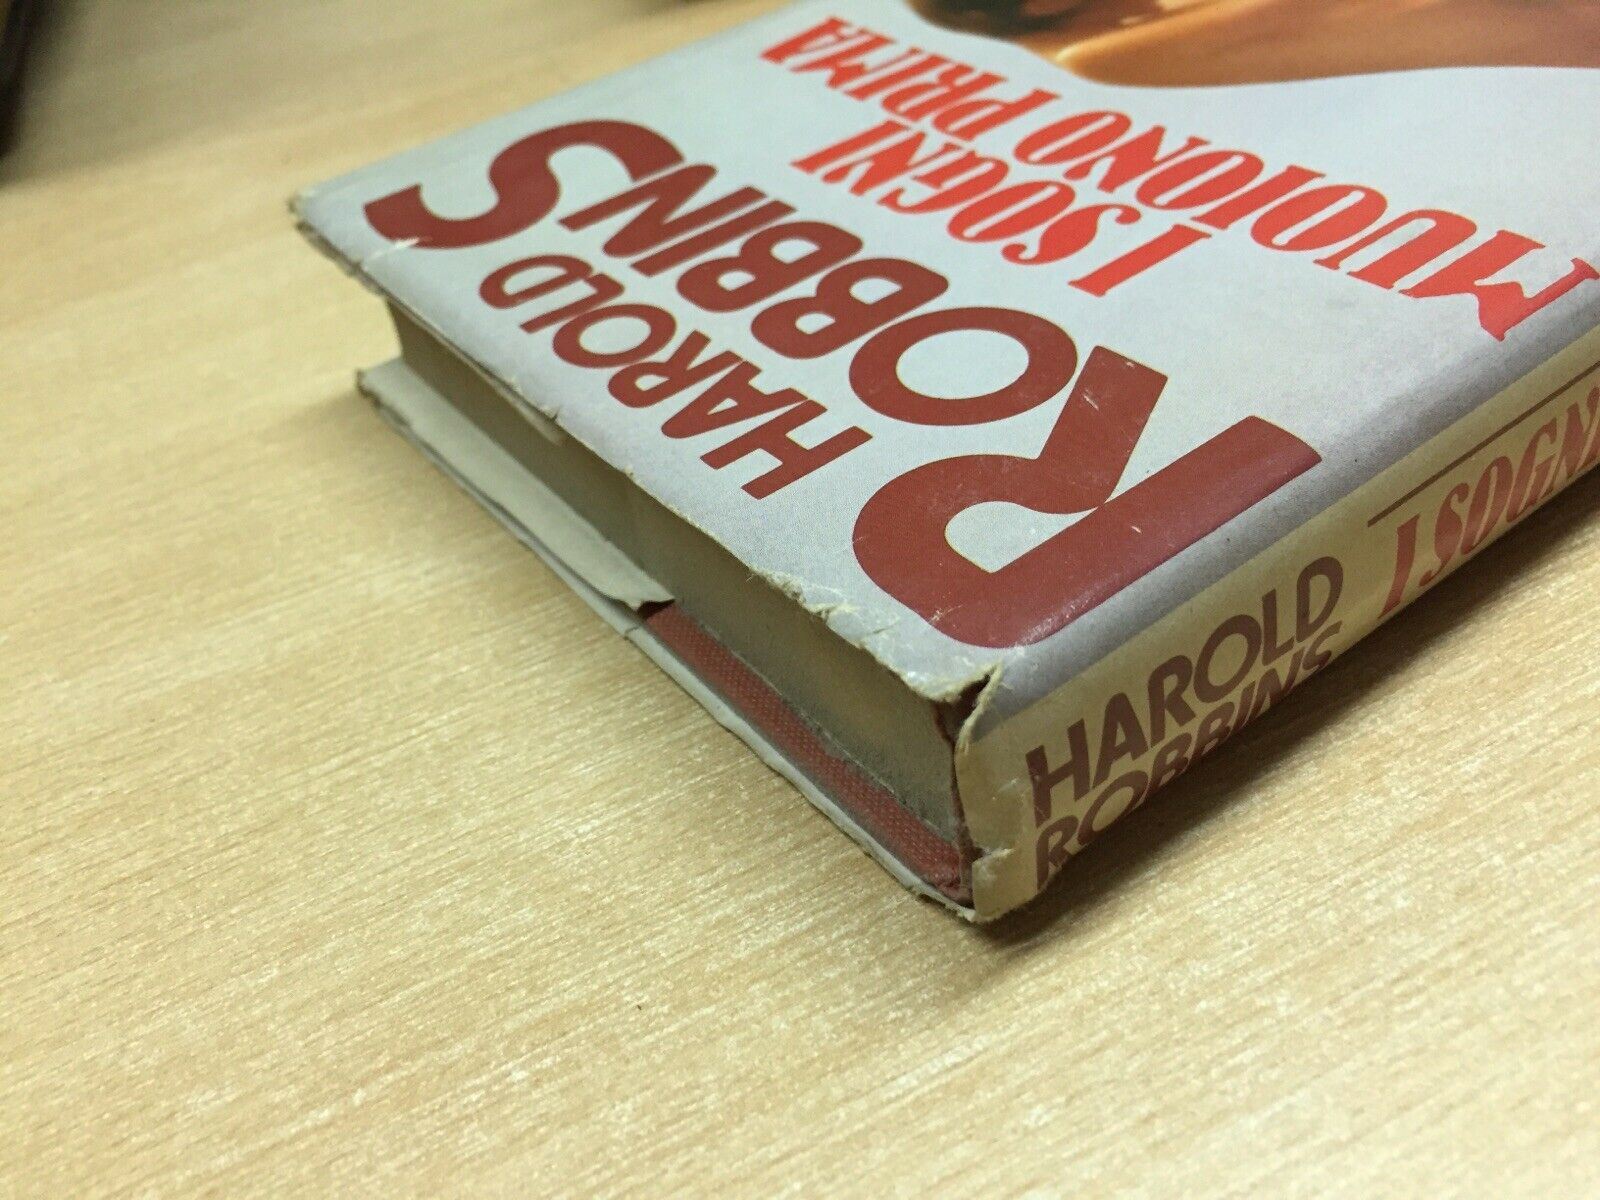 HAROLD
ROBBINS
I SOGNI
MUOIONO PRIMA
HAROLD
ROBBINS
I SOGNI